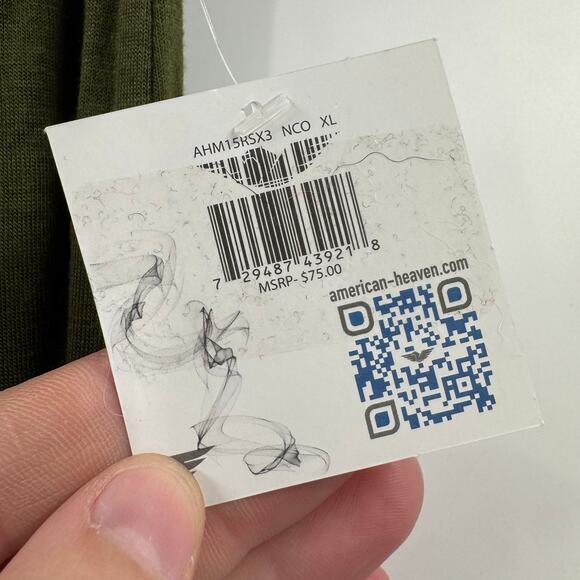 AHM15RSX3 NCO XL
7 29487 43921 8
MSRP- $75.00
american-heaven.com